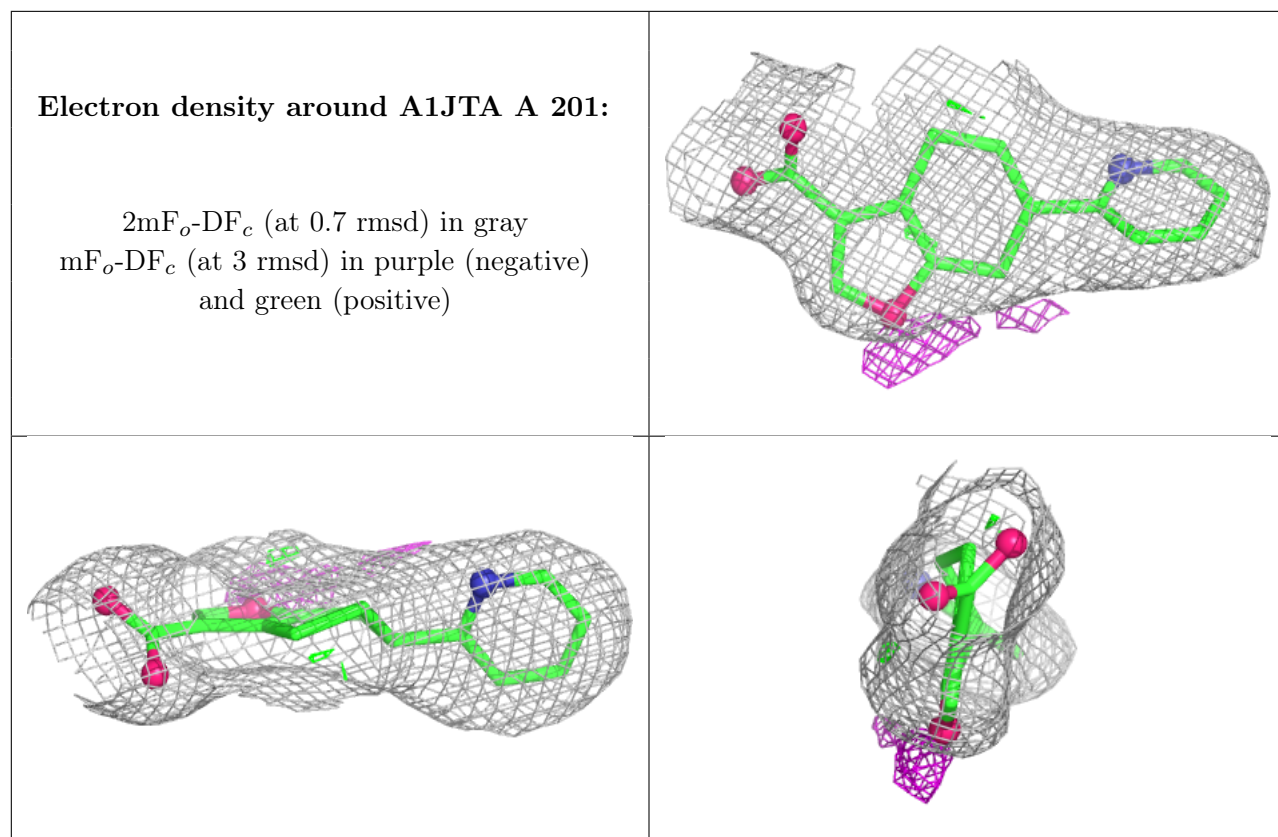 Electron density around A1JTA A 201:
2mFo-DFc (at 0.7 rmsd) in gray
mFo-DFc (at 3 rmsd) in purple (negative)
and green (positive)